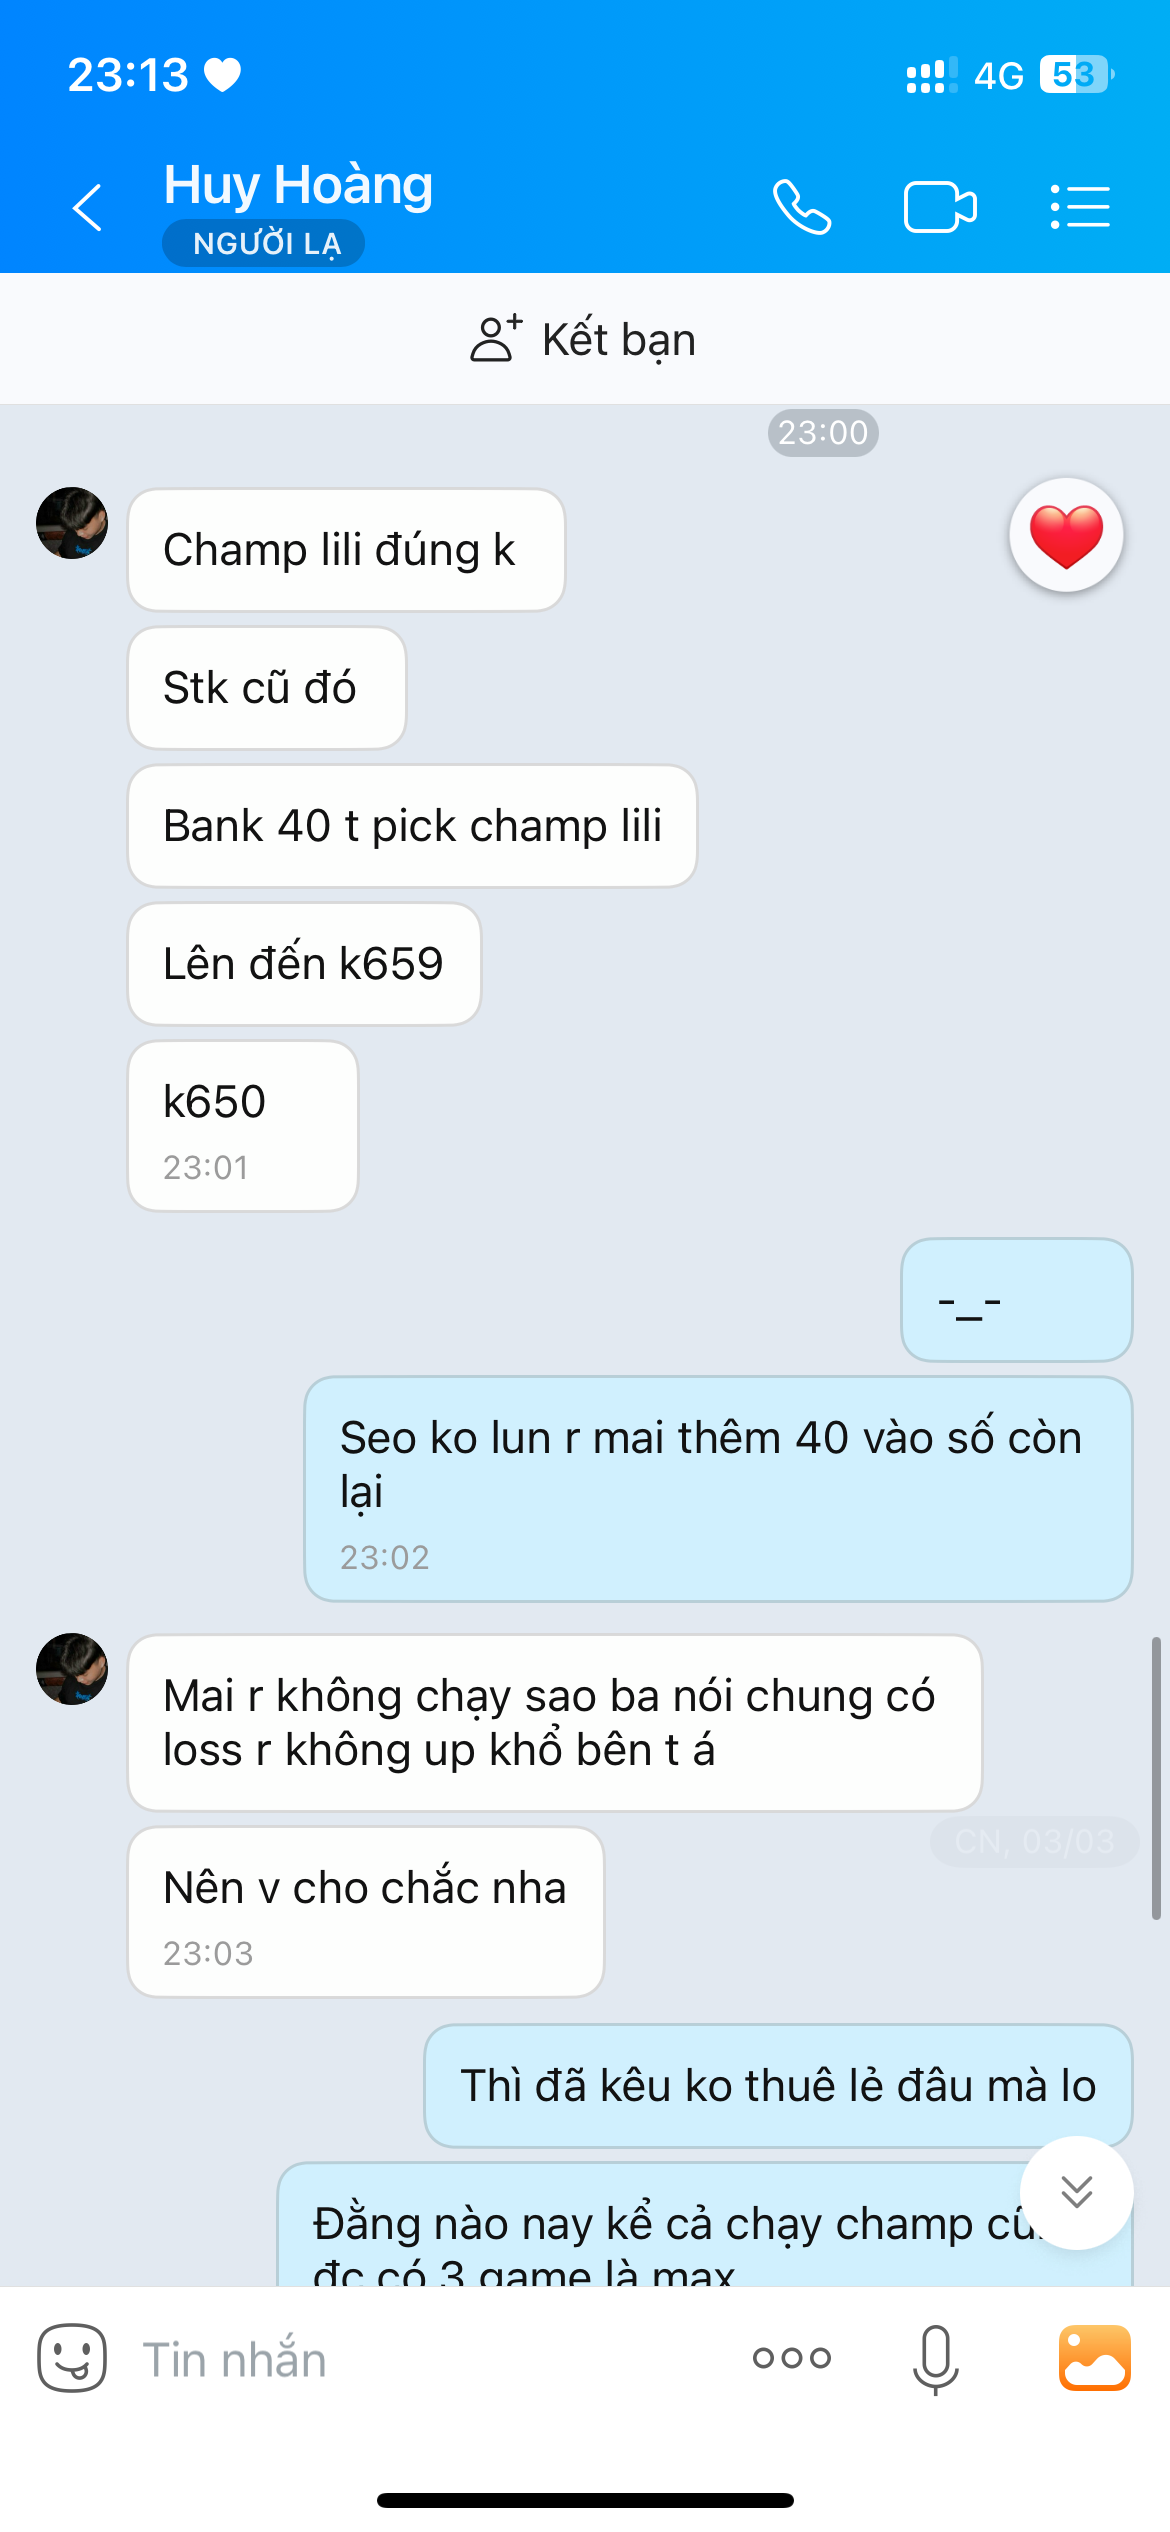 23:13
4G
53
Huy Hoàng
NGƯỜI LẠ
Kết bạn
23:00
Champ lili đúng k
Stk cũ đó
Bank 40 t pick champ lili
Lên đến k659
k650
23:01
-_-
Seo ko lun r mai thêm 40 vào số còn
lại
23:02
Mai r không chạy sao ba nói chung có
loss r không up khổ bên t á
CN, 03/03
Nên v cho chắc nha
23:03
Thì đã kêu ko thuê lẻ đâu mà lo
Đằng nào nay kể cả chạy champ
đc có 3 game là max
Tin nhắn